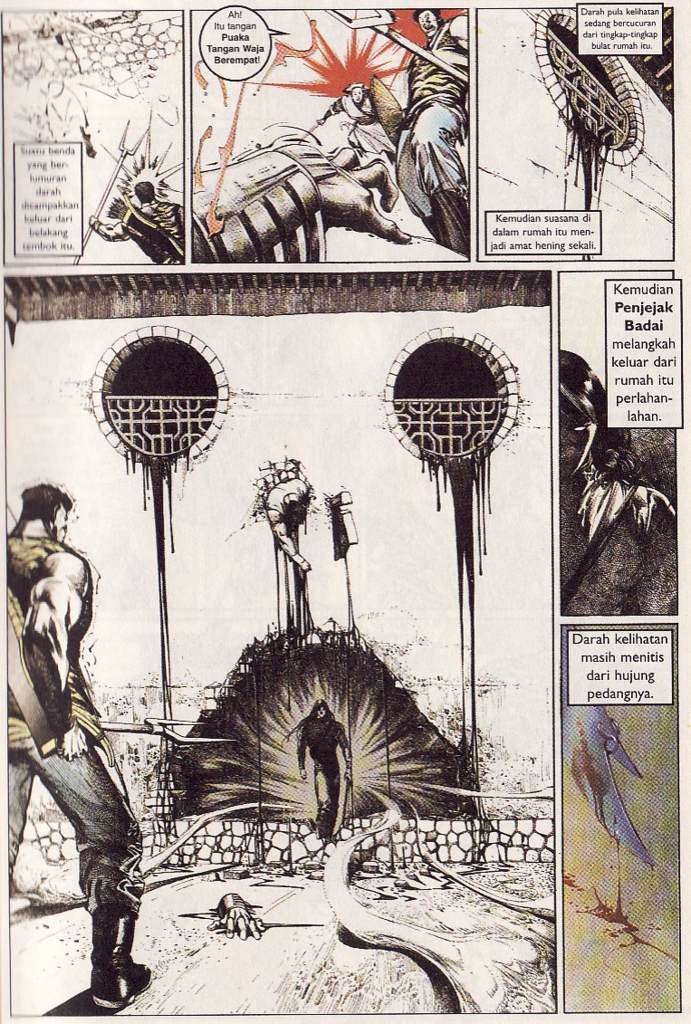 Suatu benda
yang ber-
lumuran
darah
dicampakkan
keluar dari
belakang
tembok itu.
Ah!
Itu tangan
Puaka
Tangan Waja
Berempat!
Darah pula kelihatan
sedang bercucuran
dari tingkap-tingkap
bulat rumah itu.
Kemudian suasana di
dalam rumah itu men-
jadi amat hening sekali.
Kemudian
Penjejak
Badai
melangkah
keluar dari
rumah itu
perlahan-
lahan.
Darah kelihatan
masih menitis
dari hujung
pedangnya.